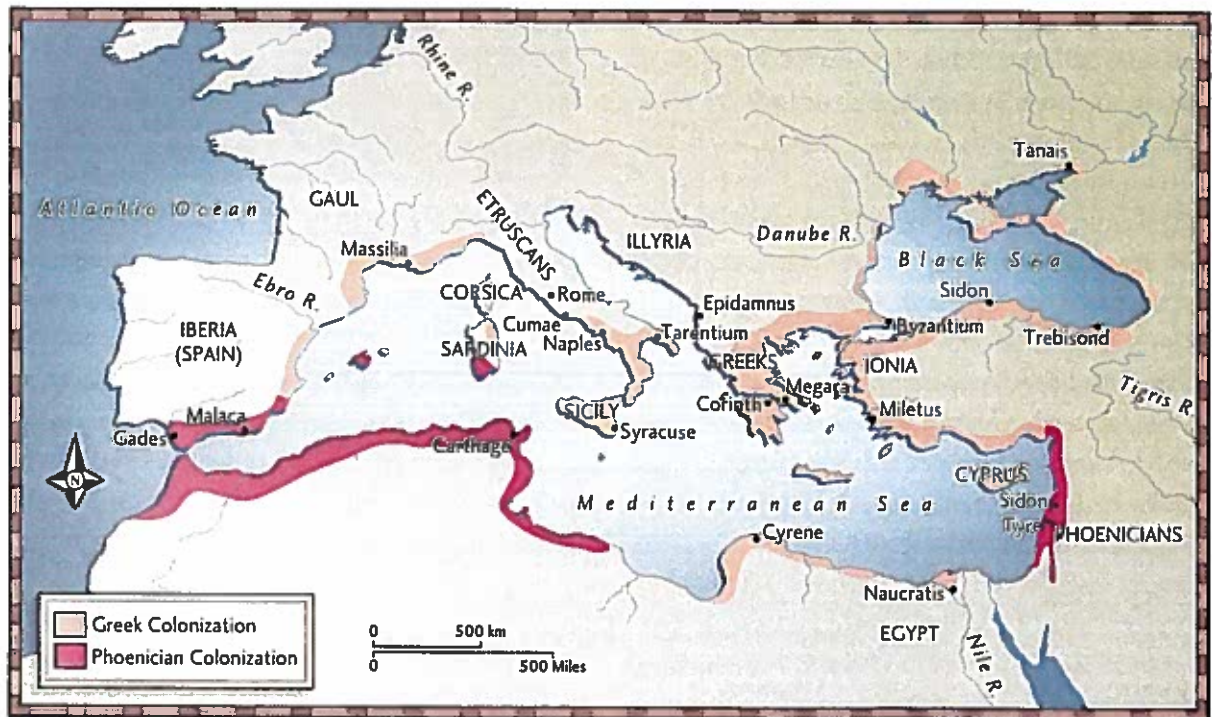 Rhine R.
Tanais
Atlantic Ocean
GAUL
ETRUSCANS
ILLYRIA
Danube R.
Massilia
Black Sea
Ebro R.
CORSICA
Rome
Sidon
Epidamnus
IBERIA
(SPAIN)
Cumae
Naples
Tarentium
Byzantium
Trebisond
SARDINIA
GREEKS
IONIA
Megara
Tigris R.
Malaca
SICILY
Corinth
Miletus
Gades
Carthage
Syracuse
N
CYPRUS
Mediterranean Sea
Sidon
Tyre
PHOENICIANS
Cyrene
Naucratis
EGYPT
Nile R.
Greek Colonization
Phoenician Colonization
0 500 km
0 500 Miles